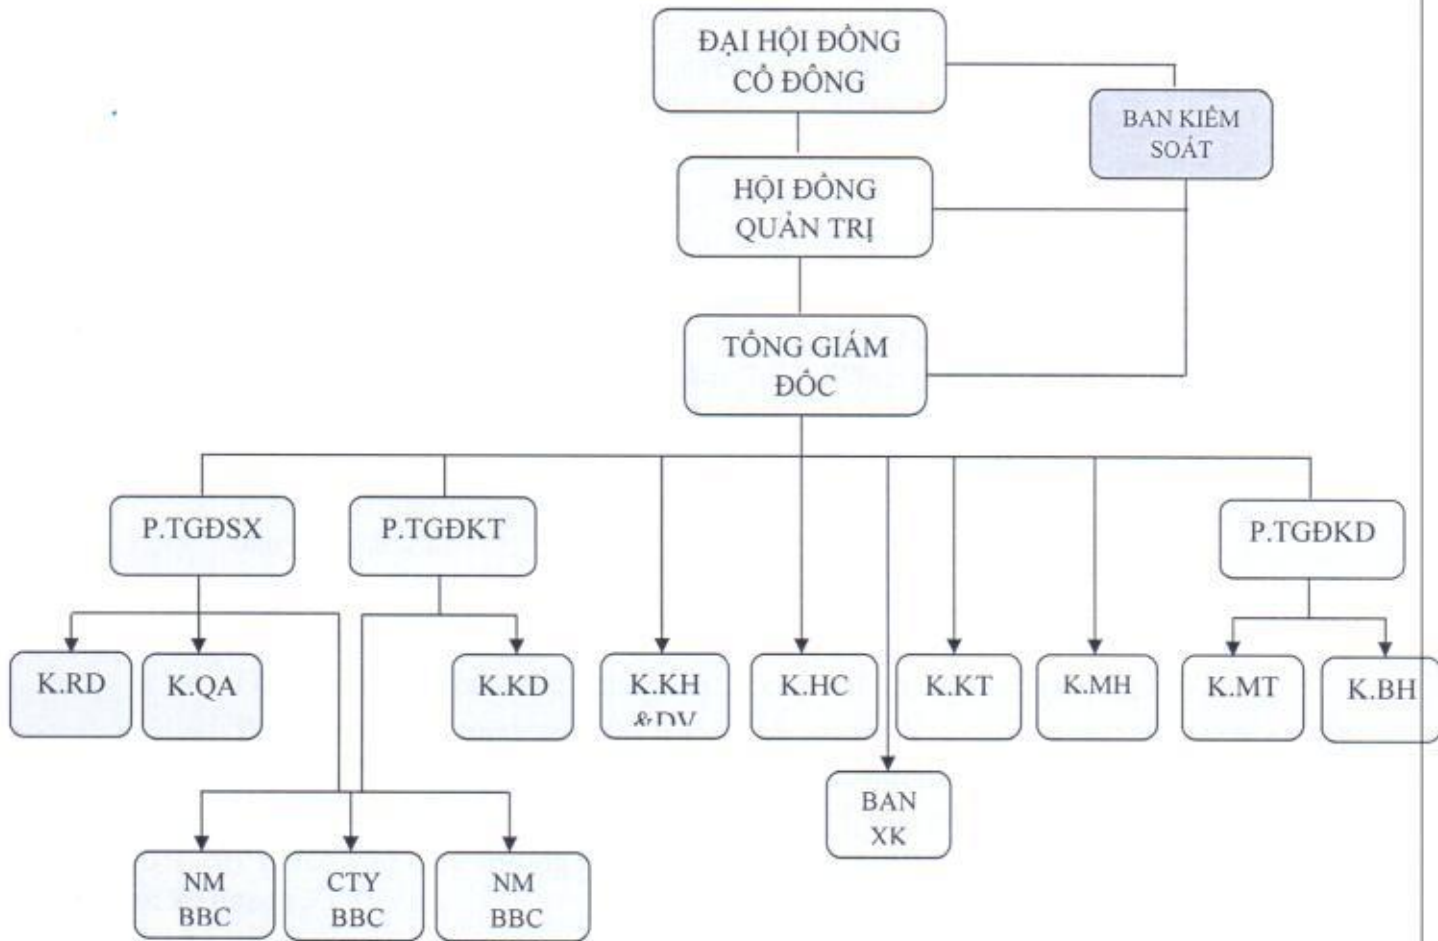 ĐẠI HỘI ĐỒNG
CỔ ĐÔNG
BAN KIỂM
SOÁT
HỘI ĐỒNG
QUẢN TRỊ
TỔNG GIÁM
ĐỐC
P.TGĐSX
P.TGĐKT
P.TGĐKD
K.RD
K.QA
K.KD
K.KH
&DV
K.HC
K.KT
K.MH
K.MT
K.BH
BAN
XK
NM
BBC
CTY
BBC
NM
BBC